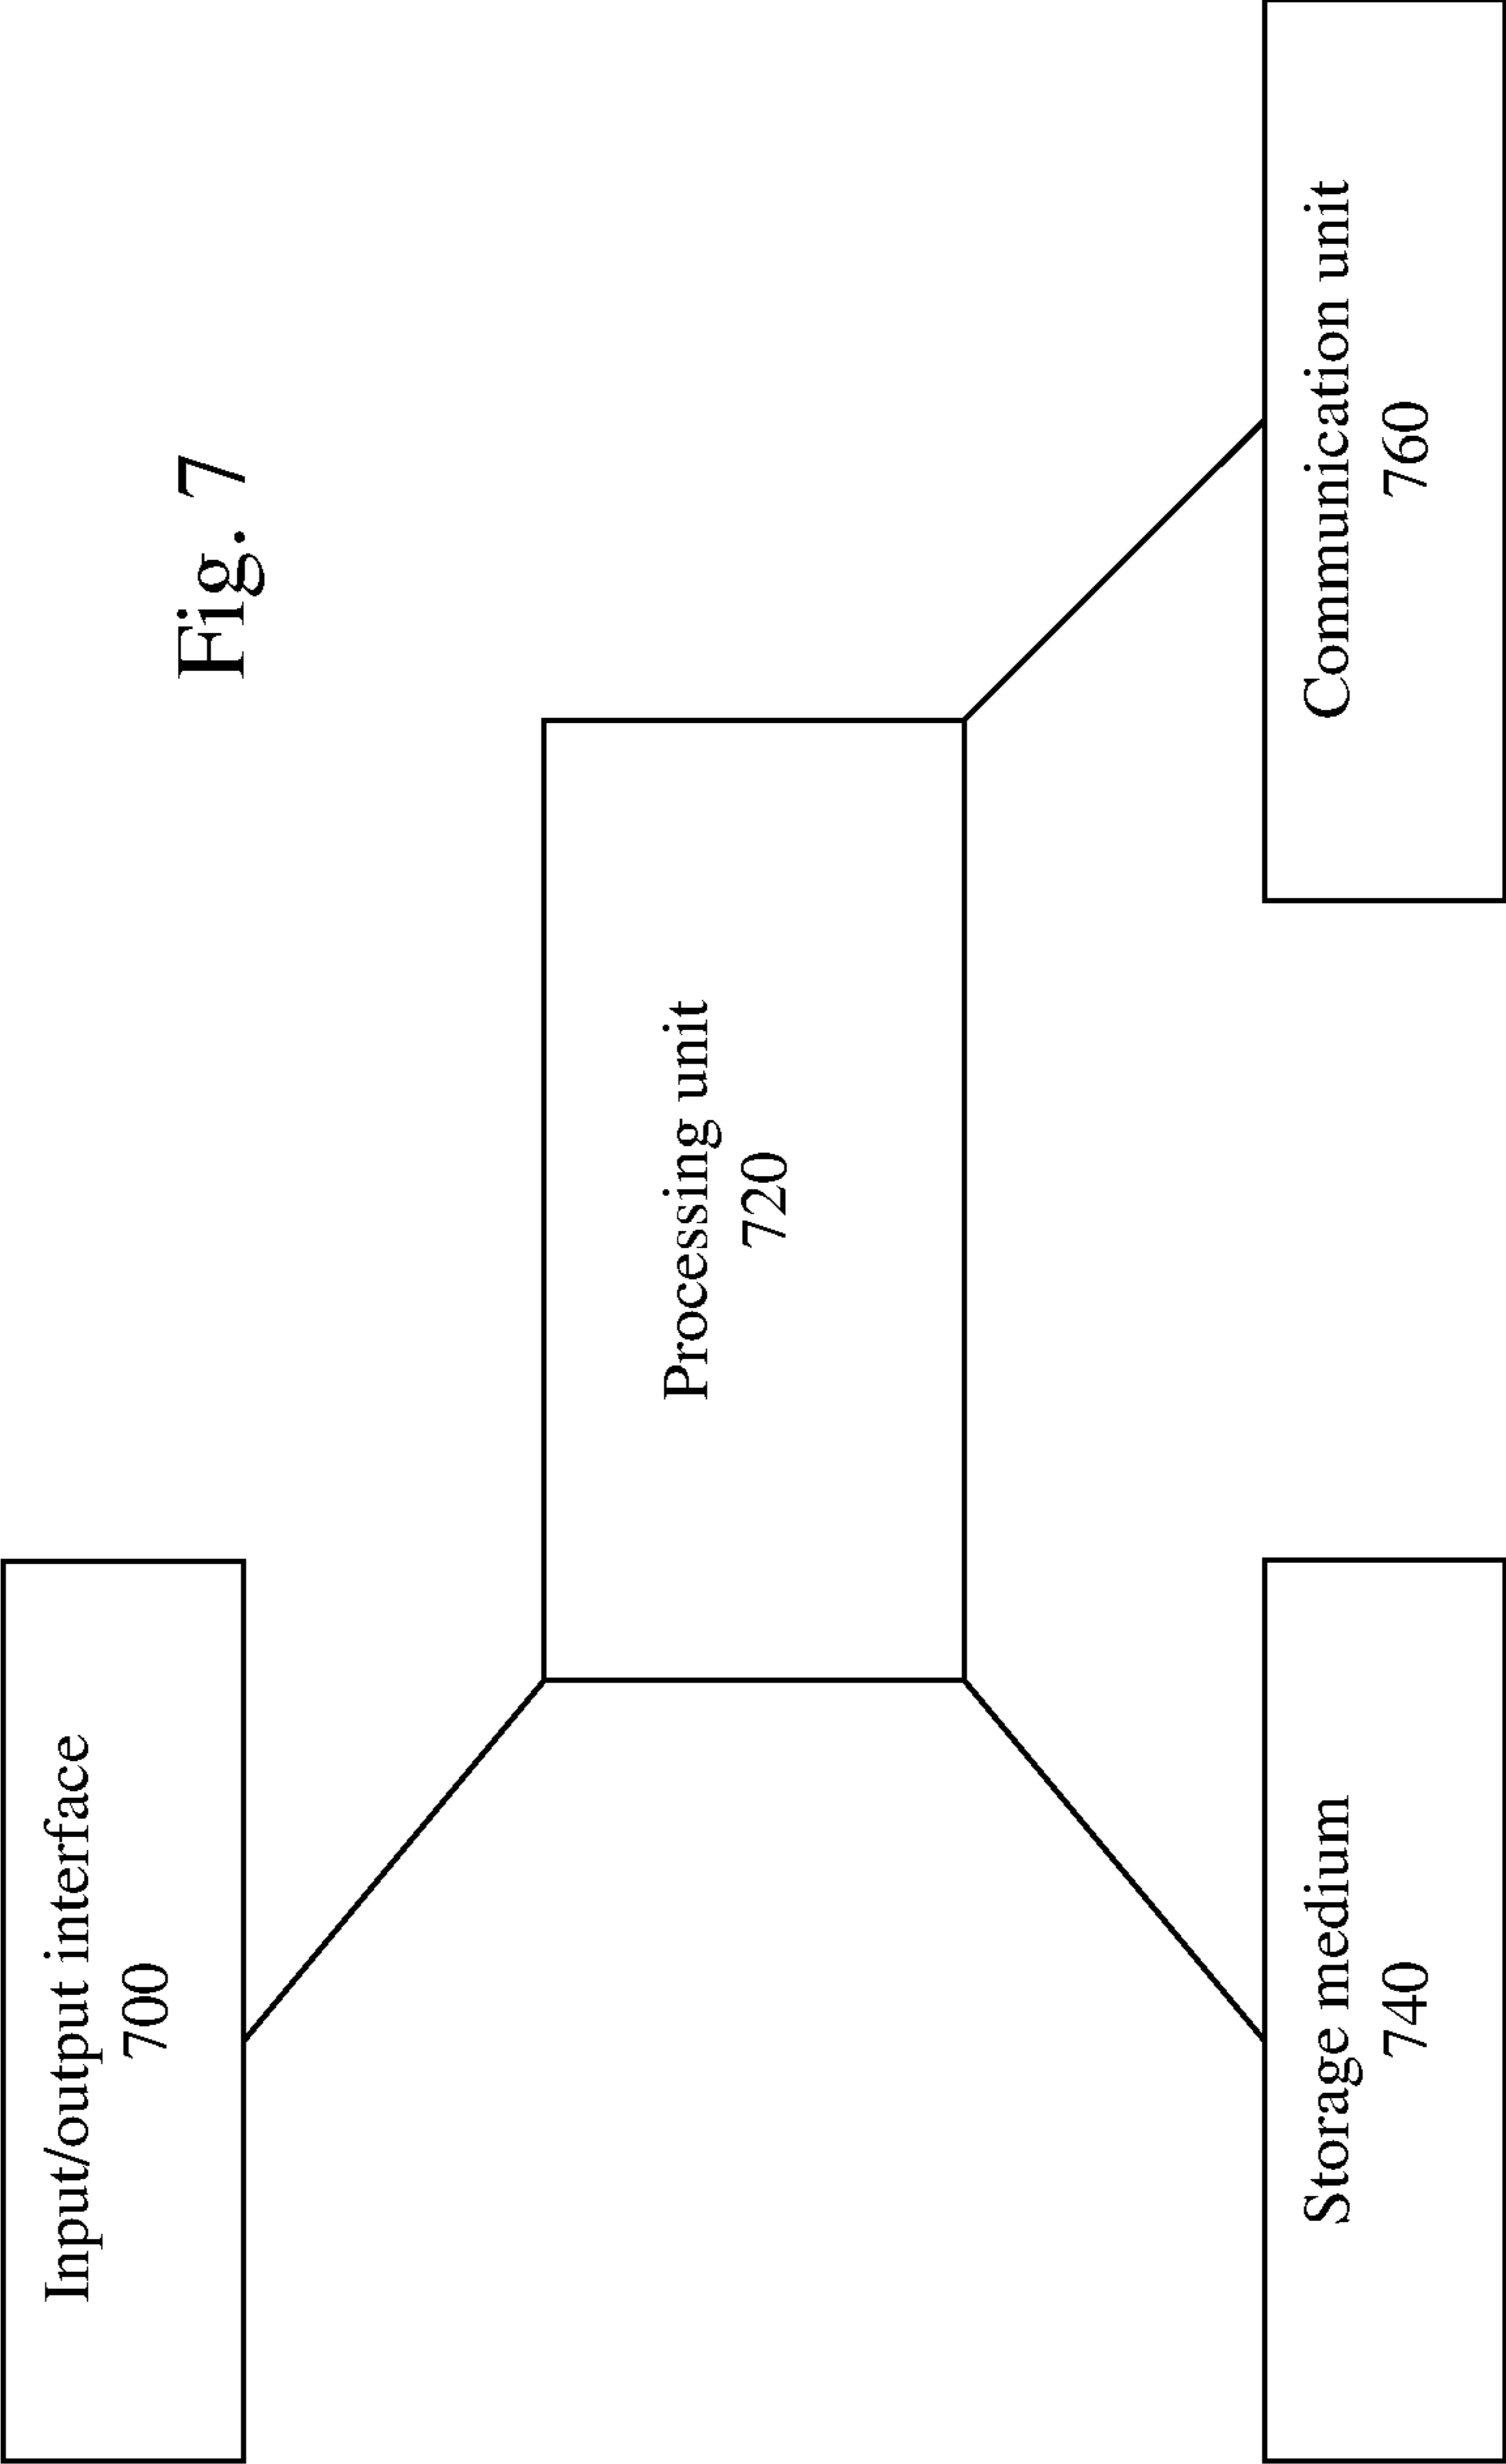 Fig. 7
Input/output interface
700
Processing unit
720
Storage medium
740
Communication unit
760